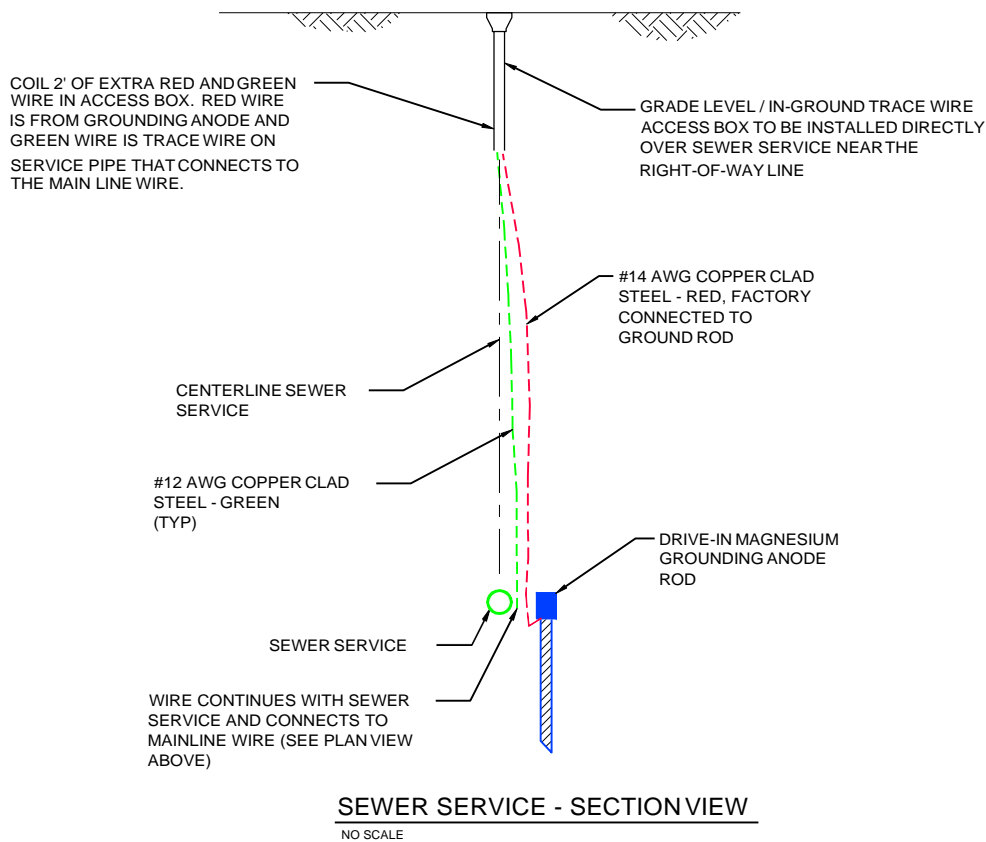 COIL 2' OF EXTRA RED AND GREEN
WIRE IN ACCESS BOX. RED WIRE
IS FROM GROUNDING ANODE AND
GREEN WIRE IS TRACE WIRE ON
SERVICE PIPE THAT CONNECTS TO
THE MAIN LINE WIRE.
GRADE LEVEL / IN-GROUND TRACE WIRE
ACCESS BOX TO BE INSTALLED DIRECTLY
OVER SEWER SERVICE NEAR THE
RIGHT-OF-WAY LINE
#14 AWG COPPER CLAD
STEEL - RED, FACTORY
CONNECTED TO
GROUND ROD
CENTERLINE SEWER
SERVICE
#12 AWG COPPER CLAD
STEEL - GREEN
(TYP)
DRIVE-IN MAGNESIUM
GROUNDING ANODE
ROD
SEWER SERVICE
WIRE CONTINUES WITH SEWER
SERVICE AND CONNECTS TO
MAINLINE WIRE (SEE PLAN VIEW
ABOVE)
SEWER SERVICE - SECTION VIEW
NO SCALE